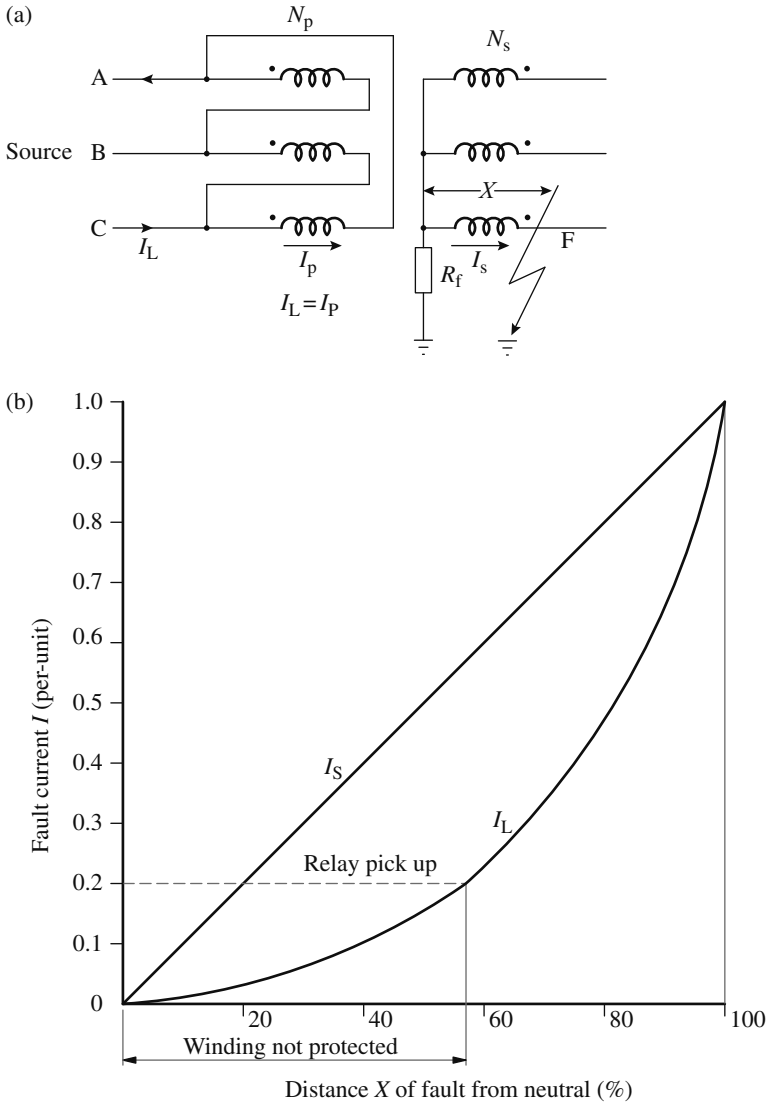 (a)
N_p
N_s
A
Source B
X
C
F
I_L
I_p
I_s
R_f
I_L = I_P
(b)
1.0
0.9
0.8
0.7
0.6
0.5
0.4
0.3
0.2
0.1
0
Fault current I (per-unit)
I_S
I_L
Relay pick up
20 40 60 80 100
Winding not protected
Distance X of fault from neutral (%)